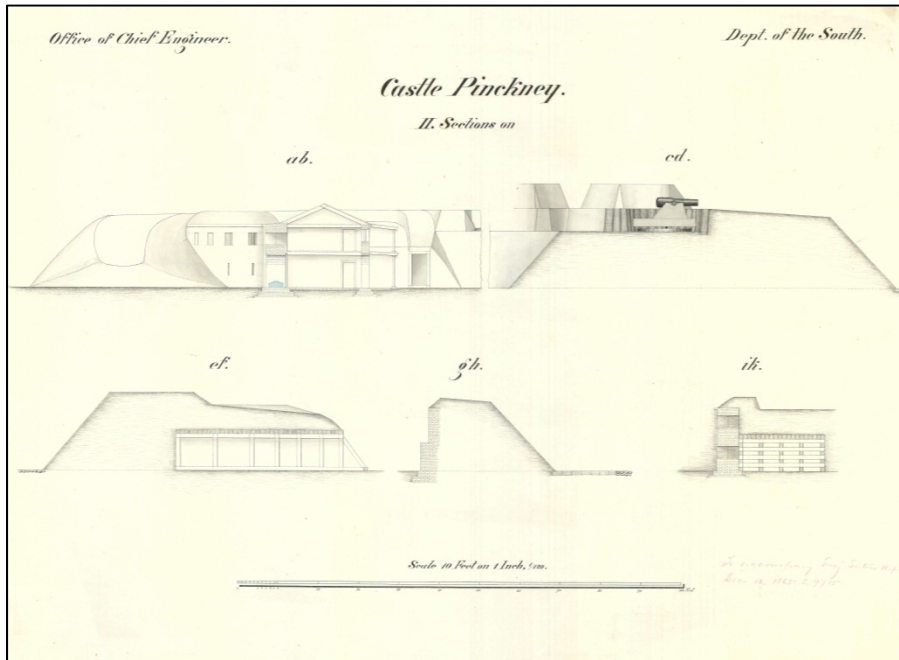 Office of Chief Engineer.
Dept. of the South.
Castle Pinckney.
II. Sections on
ab.
cd.
ef.
gh.
ik.
Scale 10 Feet on 1 Inch, 1/120.